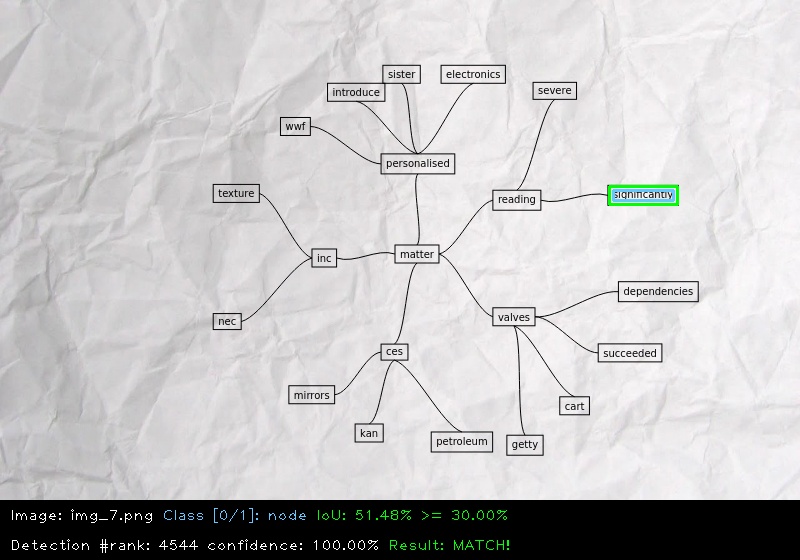 sister
electronics
introduce
severe
wwf
personalised
texture
reading
significantly
matter
inc
dependencies
nec
valves
ces
succeeded
mirrors
cart
kan
petroleum
getty
Image: img_7.png Class [0/1]: node IoU: 51.48% >= 30.00%
Detection #rank: 4544 confidence: 100.00% Result: MATCH!